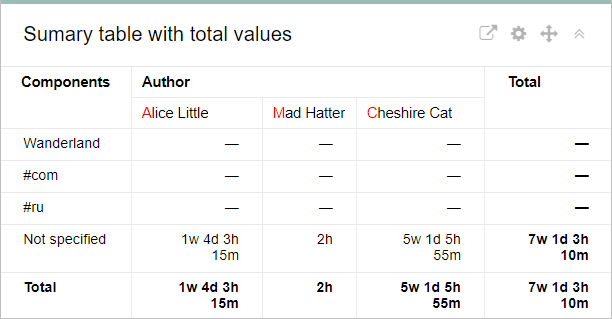 Sumary table with total values
Components Author Total
Alice Little Mad Hatter Cheshire Cat
Wanderland — — — —
#com — — — —
#ru — — — —
Not specified 1w 4d 3h 2h 5w 1d 5h 7w 1d 3h
15m 55m 10m
Total 1w 4d 3h 2h 5w 1d 5h 7w 1d 3h
15m 55m 10m